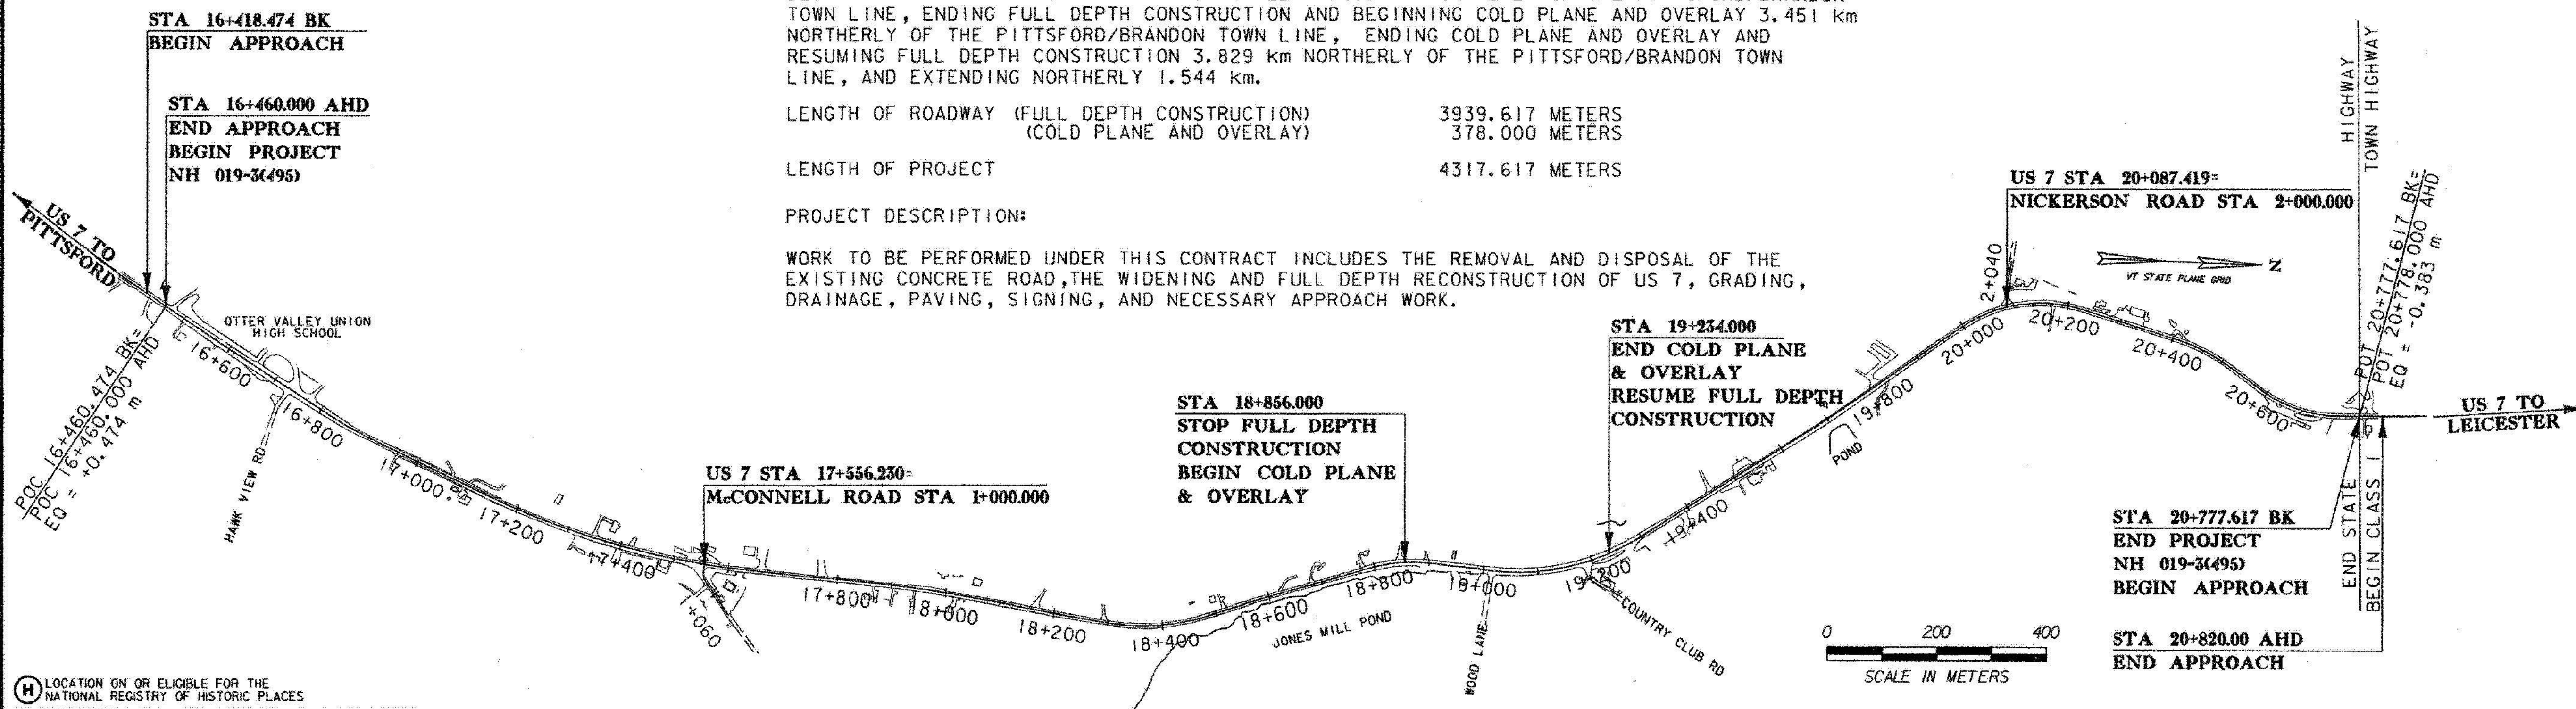 TOWN LINE, ENDING FULL DEPTH CONSTRUCTION AND BEGINNING COLD PLANE AND OVERLAY 3.451 km
NORTHERLY OF THE PITTSFORD/BRANDON TOWN LINE, ENDING COLD PLANE AND OVERLAY AND
RESUMING FULL DEPTH CONSTRUCTION 3.829 km NORTHERLY OF THE PITTSFORD/BRANDON TOWN
LINE, AND EXTENDING NORTHERLY 1.544 km.
LENGTH OF ROADWAY (FULL DEPTH CONSTRUCTION) 3939.617 METERS
(COLD PLANE AND OVERLAY) 378.000 METERS
LENGTH OF PROJECT 4317.617 METERS
PROJECT DESCRIPTION:
WORK TO BE PERFORMED UNDER THIS CONTRACT INCLUDES THE REMOVAL AND DISPOSAL OF THE
EXISTING CONCRETE ROAD,THE WIDENING AND FULL DEPTH RECONSTRUCTION OF US 7, GRADING,
DRAINAGE, PAVING, SIGNING, AND NECESSARY APPROACH WORK.
STA 16+418.474 BK
BEGIN APPROACH
STA 16+460.000 AHD
END APPROACH
BEGIN PROJECT
NH 019-3(495)
US 7 TO
PITTSFORD
POC 16+460.474 BK=
POC 16+460.000 AHD
EQ = +0.474 m
OTTER VALLEY UNION
HIGH SCHOOL
16+600
HAWK VIEW RD
16+800
17+000
17+200
17+400
US 7 STA 17+556.230=
McCONNELL ROAD STA 1+000.000
1+060
17+800
18+000
18+200
18+400
18+600
JONES MILL POND
18+800
STA 18+856.000
STOP FULL DEPTH
CONSTRUCTION
BEGIN COLD PLANE
& OVERLAY
19+000
WOOD LANE
19+200
COUNTRY CLUB RD
STA 19+234.000
END COLD PLANE
& OVERLAY
RESUME FULL DEPTH
CONSTRUCTION
19+400
POND
19+800
20+000
2+040
US 7 STA 20+087.419=
NICKERSON ROAD STA 2+000.000
VT STATE PLANE GRID
N
20+200
20+400
20+600
HIGHWAY
TOWN HIGHWAY
POT 20+777.617 BK=
POT 20+778.000 AHD
EQ = -0.383 m
US 7 TO
LEICESTER
END STATE
BEGIN CLASS 1
STA 20+777.617 BK
END PROJECT
NH 019-3(495)
BEGIN APPROACH
STA 20+820.00 AHD
END APPROACH
0 200 400
SCALE IN METERS
H LOCATION ON OR ELIGIBLE FOR THE
NATIONAL REGISTRY OF HISTORIC PLACES